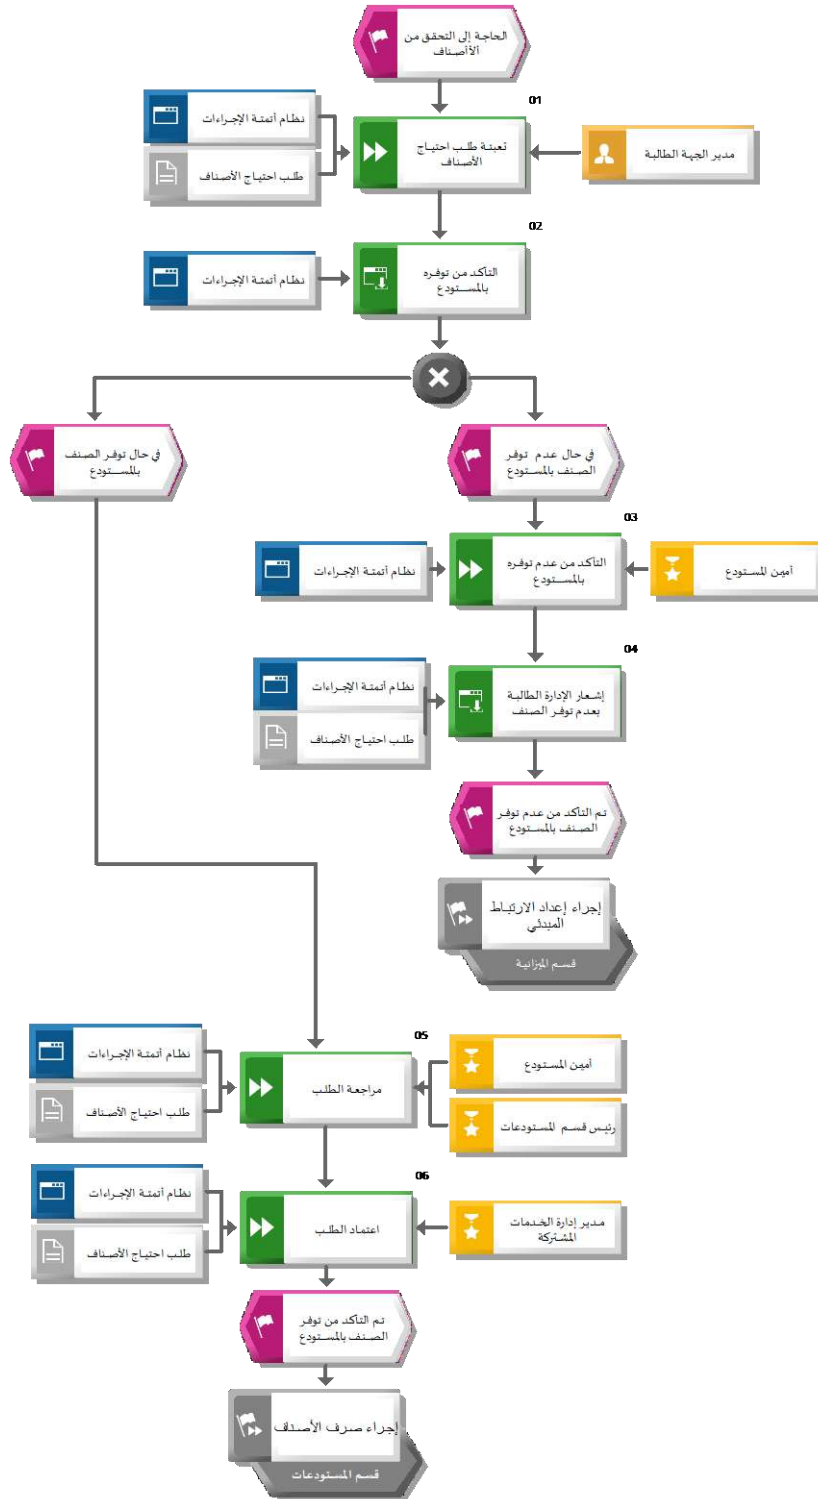 الحاجة إلى التحقق من
ألأصناف
01
نظام أتمتة الإجراءات
طلب احتياج الأصناف
تعبئة طلب احتياج
الأصناف
مدير الجهة الطالبة
02
نظام أتمتة الإجراءات
التأكد من توفره
بالمستودع
في حال عدم توفر
الصنف بالمستودع
في حال توفر الصنف
بالمستودع
03
أمين المستودع
التأكد من عدم توفره
بالمستودع
نظام أتمتة الإجراءات
04
إشعار الإدارة الطالبة
بعدم توفر الصنف
نظام أتمتة الإجراءات
طلب احتياج الأصناف
تم التأكد من عدم توفر
الصنف بالمستودع
إجراء إعداد الارتباط
المبدئي
قسم الميزانية
05
أمين المستودع
رئيس قسم المستودعات
مراجعة الطلب
نظام أتمتة الإجراءات
طلب احتياج الأصناف
06
مدير إدارة الخدمات
المشتركة
اعتماد الطلب
نظام أتمتة الإجراءات
طلب احتياج الأصناف
تم التأكد من توفر
الصنف بالمستودع
إجراء صرف الأصناف
قسم المستودعات